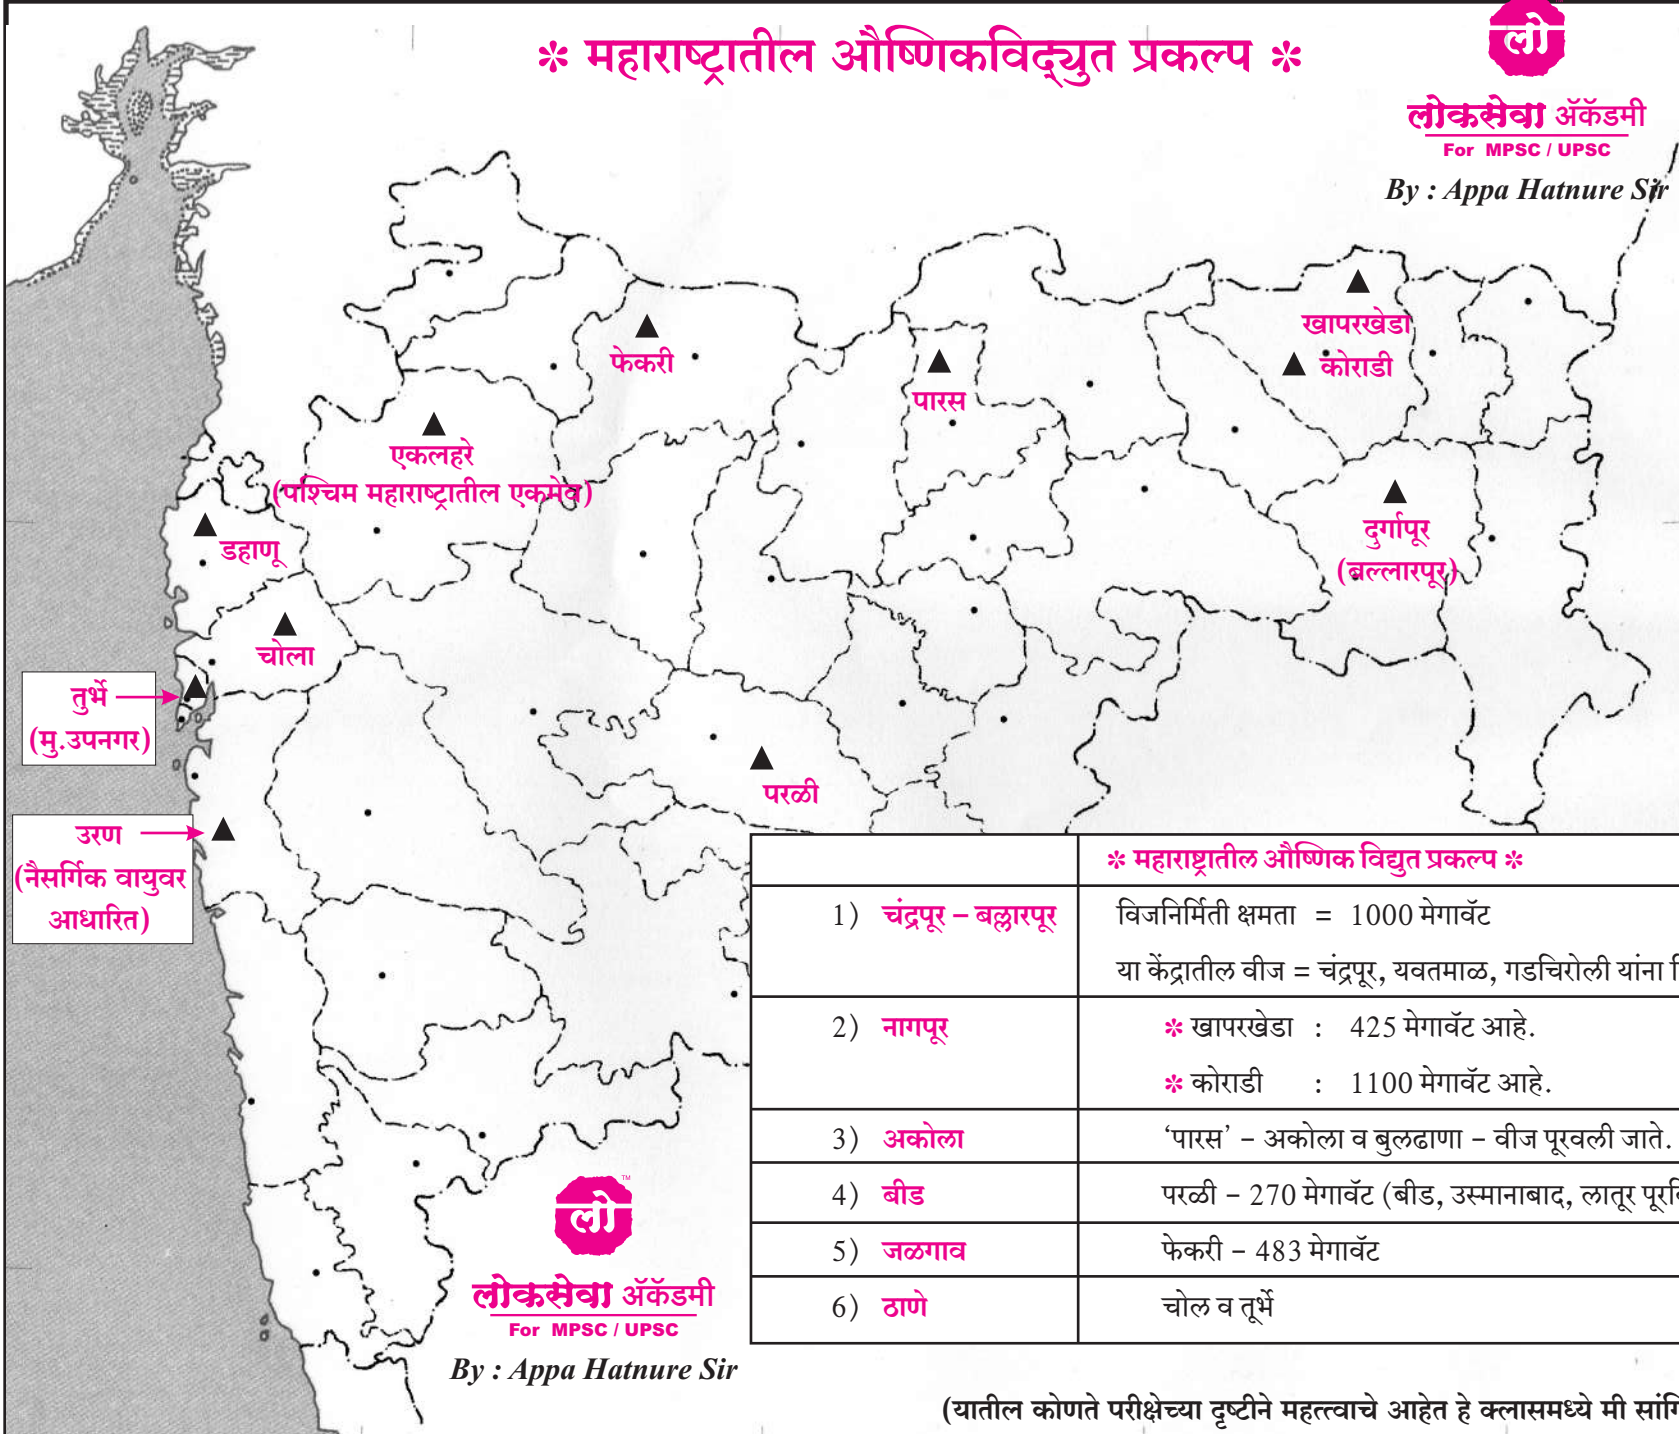 * महाराष्ट्रातील औष्णिकविद्युत प्रकल्प *
लो
लोकसेवा ॲकॅडमी
For MPSC / UPSC
By : Appa Hatnure Sir
खापरखेडा
कोराडी
फेकरी
पारस
एकलहरे
(पश्चिम महाराष्ट्रातील एकमेव)
डहाणू
दुर्गापूर
(बल्लारपूर)
चोला
तुर्भे
(मु.उपनगर)
परळी
उरण
(नैसर्गिक वायुवर
आधारित)
* महाराष्ट्रातील औष्णिक विद्युत प्रकल्प *
1) चंद्रपूर – बल्लारपूर विजनिर्मिती क्षमता = 1000 मेगावॅट
या केंद्रातील वीज = चंद्रपूर, यवतमाळ, गडचिरोली यांना
2) नागपूर * खापरखेडा : 425 मेगावॅट आहे.
* कोराडी : 1100 मेगावॅट आहे.
3) अकोला ‘पारस’ – अकोला व बुलढाणा – वीज पूरवली जाते.
4) बीड परळी – 270 मेगावॅट (बीड, उस्मानाबाद, लातूर
5) जळगाव फेकरी – 483 मेगावॅट
6) ठाणे चोल व तूर्भे
लो TM
लोकसेवा ॲकॅडमी
For MPSC / UPSC
By : Appa Hatnure Sir
(यातील कोणते परीक्षेच्या दृष्टीने महत्त्वाचे आहेत हे क्लासमध्ये मी